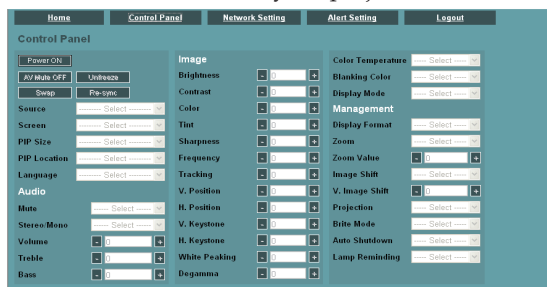 Home Control Panel Network Setting Alert Setting Logout
Control Panel
Power ON
AV Mute OFF Unfreeze
Swap Re-sync
Source ---- Select ----
Screen ---- Select ----
PIP Size ---- Select ----
PIP Location ---- Select ----
Language ---- Select ----
Audio
Mute ---- Select ----
Stereo/Mono ---- Select ----
Volume - 0 +
Treble - 0 +
Bass - 0 +
Image
Brightness - 0 +
Contrast - 0 +
Color - 0 +
Tint - 0 +
Sharpness - 0 +
Frequency - 0 +
Tracking - 0 +
V. Position - 0 +
H. Position - 0 +
V. Keystone - 0 +
H. Keystone - 0 +
White Peaking - 0 +
Degamma - 0 +
Color Temperature ---- Select ----
Blanking Color ---- Select ----
Display Mode ---- Select ----
Management
Display Format ---- Select ----
Zoom ---- Select ----
Zoom Value - 0 +
Image Shift ---- Select ----
V. Image Shift - 0 +
Projection ---- Select ----
Brite Mode ---- Select ----
Auto Shutdown ---- Select ----
Lamp Reminding ---- Select ----